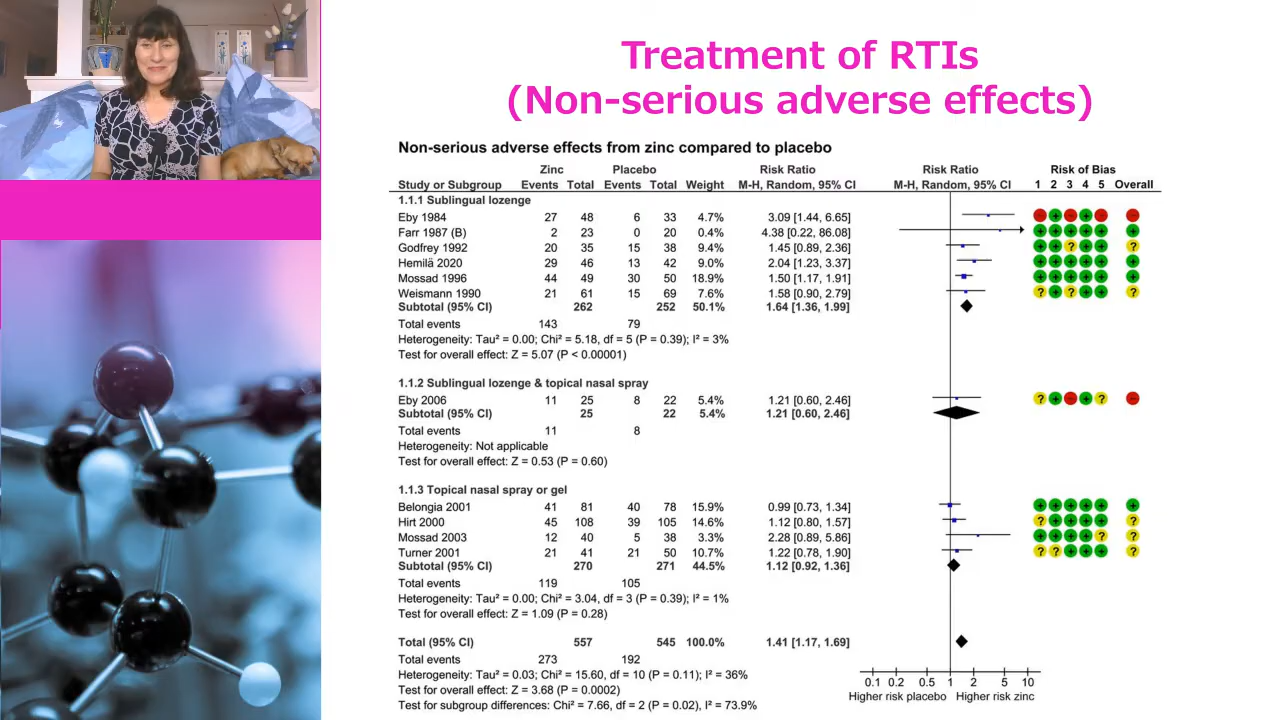 Treatment of RTIs
(Non-serious adverse effects)
Non-serious adverse effects from zinc compared to placebo
Zinc Placebo Risk Ratio Risk Ratio Risk of Bias
Study or Subgroup Events Total Events Total Weight M-H, Random, 95% CI M-H, Random, 95% CI 1 2 3 4 5 Overall
1.1.1 Sublingual lozenge
Eby 1984 27 48 6 33 4.7% 3.09 [1.44, 6.65] − + − + − −
Farr 1987 (B) 2 23 0 20 0.4% 4.38 [0.22, 86.08] + + + + + +
Godfrey 1992 20 35 15 38 9.4% 1.45 [0.89, 2.36] + + ? + + ?
Hemilä 2020 29 46 13 42 9.0% 2.04 [1.23, 3.37] + + + + + +
Mossad 1996 44 49 30 50 18.9% 1.50 [1.17, 1.91] + + + + + +
Weismann 1990 21 61 15 69 7.6% 1.58 [0.90, 2.79] ? + ? + + ?
Subtotal (95% CI) 262 252 50.1% 1.64 [1.36, 1.99]
Total events 143 79
Heterogeneity: Tau² = 0.00; Chi² = 5.18, df = 5 (P = 0.39); I² = 3%
Test for overall effect: Z = 5.07 (P < 0.00001)
1.1.2 Sublingual lozenge & topical nasal spray
Eby 2006 11 25 8 22 5.4% 1.21 [0.60, 2.46] ? + − + ? −
Subtotal (95% CI) 25 22 5.4% 1.21 [0.60, 2.46]
Total events 11 8
Heterogeneity: Not applicable
Test for overall effect: Z = 0.53 (P = 0.60)
1.1.3 Topical nasal spray or gel
Belongia 2001 41 81 40 78 15.9% 0.99 [0.73, 1.34] + + + + + +
Hirt 2000 45 108 39 105 14.6% 1.12 [0.80, 1.57] ? + + + + ?
Mossad 2003 12 40 5 38 3.3% 2.28 [0.89, 5.86] + + + + ? ?
Turner 2001 21 41 21 50 10.7% 1.22 [0.78, 1.90] ? ? + + + ?
Subtotal (95% CI) 270 271 44.5% 1.12 [0.92, 1.36]
Total events 119 105
Heterogeneity: Tau² = 0.00; Chi² = 3.04, df = 3 (P = 0.39); I² = 1%
Test for overall effect: Z = 1.09 (P = 0.28)
Total (95% CI) 557 545 100.0% 1.41 [1.17, 1.69]
Total events 273 192
Heterogeneity: Tau² = 0.03; Chi² = 15.60, df = 10 (P = 0.11); I² = 36%
Test for overall effect: Z = 3.68 (P = 0.0002)
Test for subgroup differences: Chi² = 7.66, df = 2 (P = 0.02), I² = 73.9%
0.1 0.2 0.5 1 2 5 10
Higher risk placebo Higher risk zinc